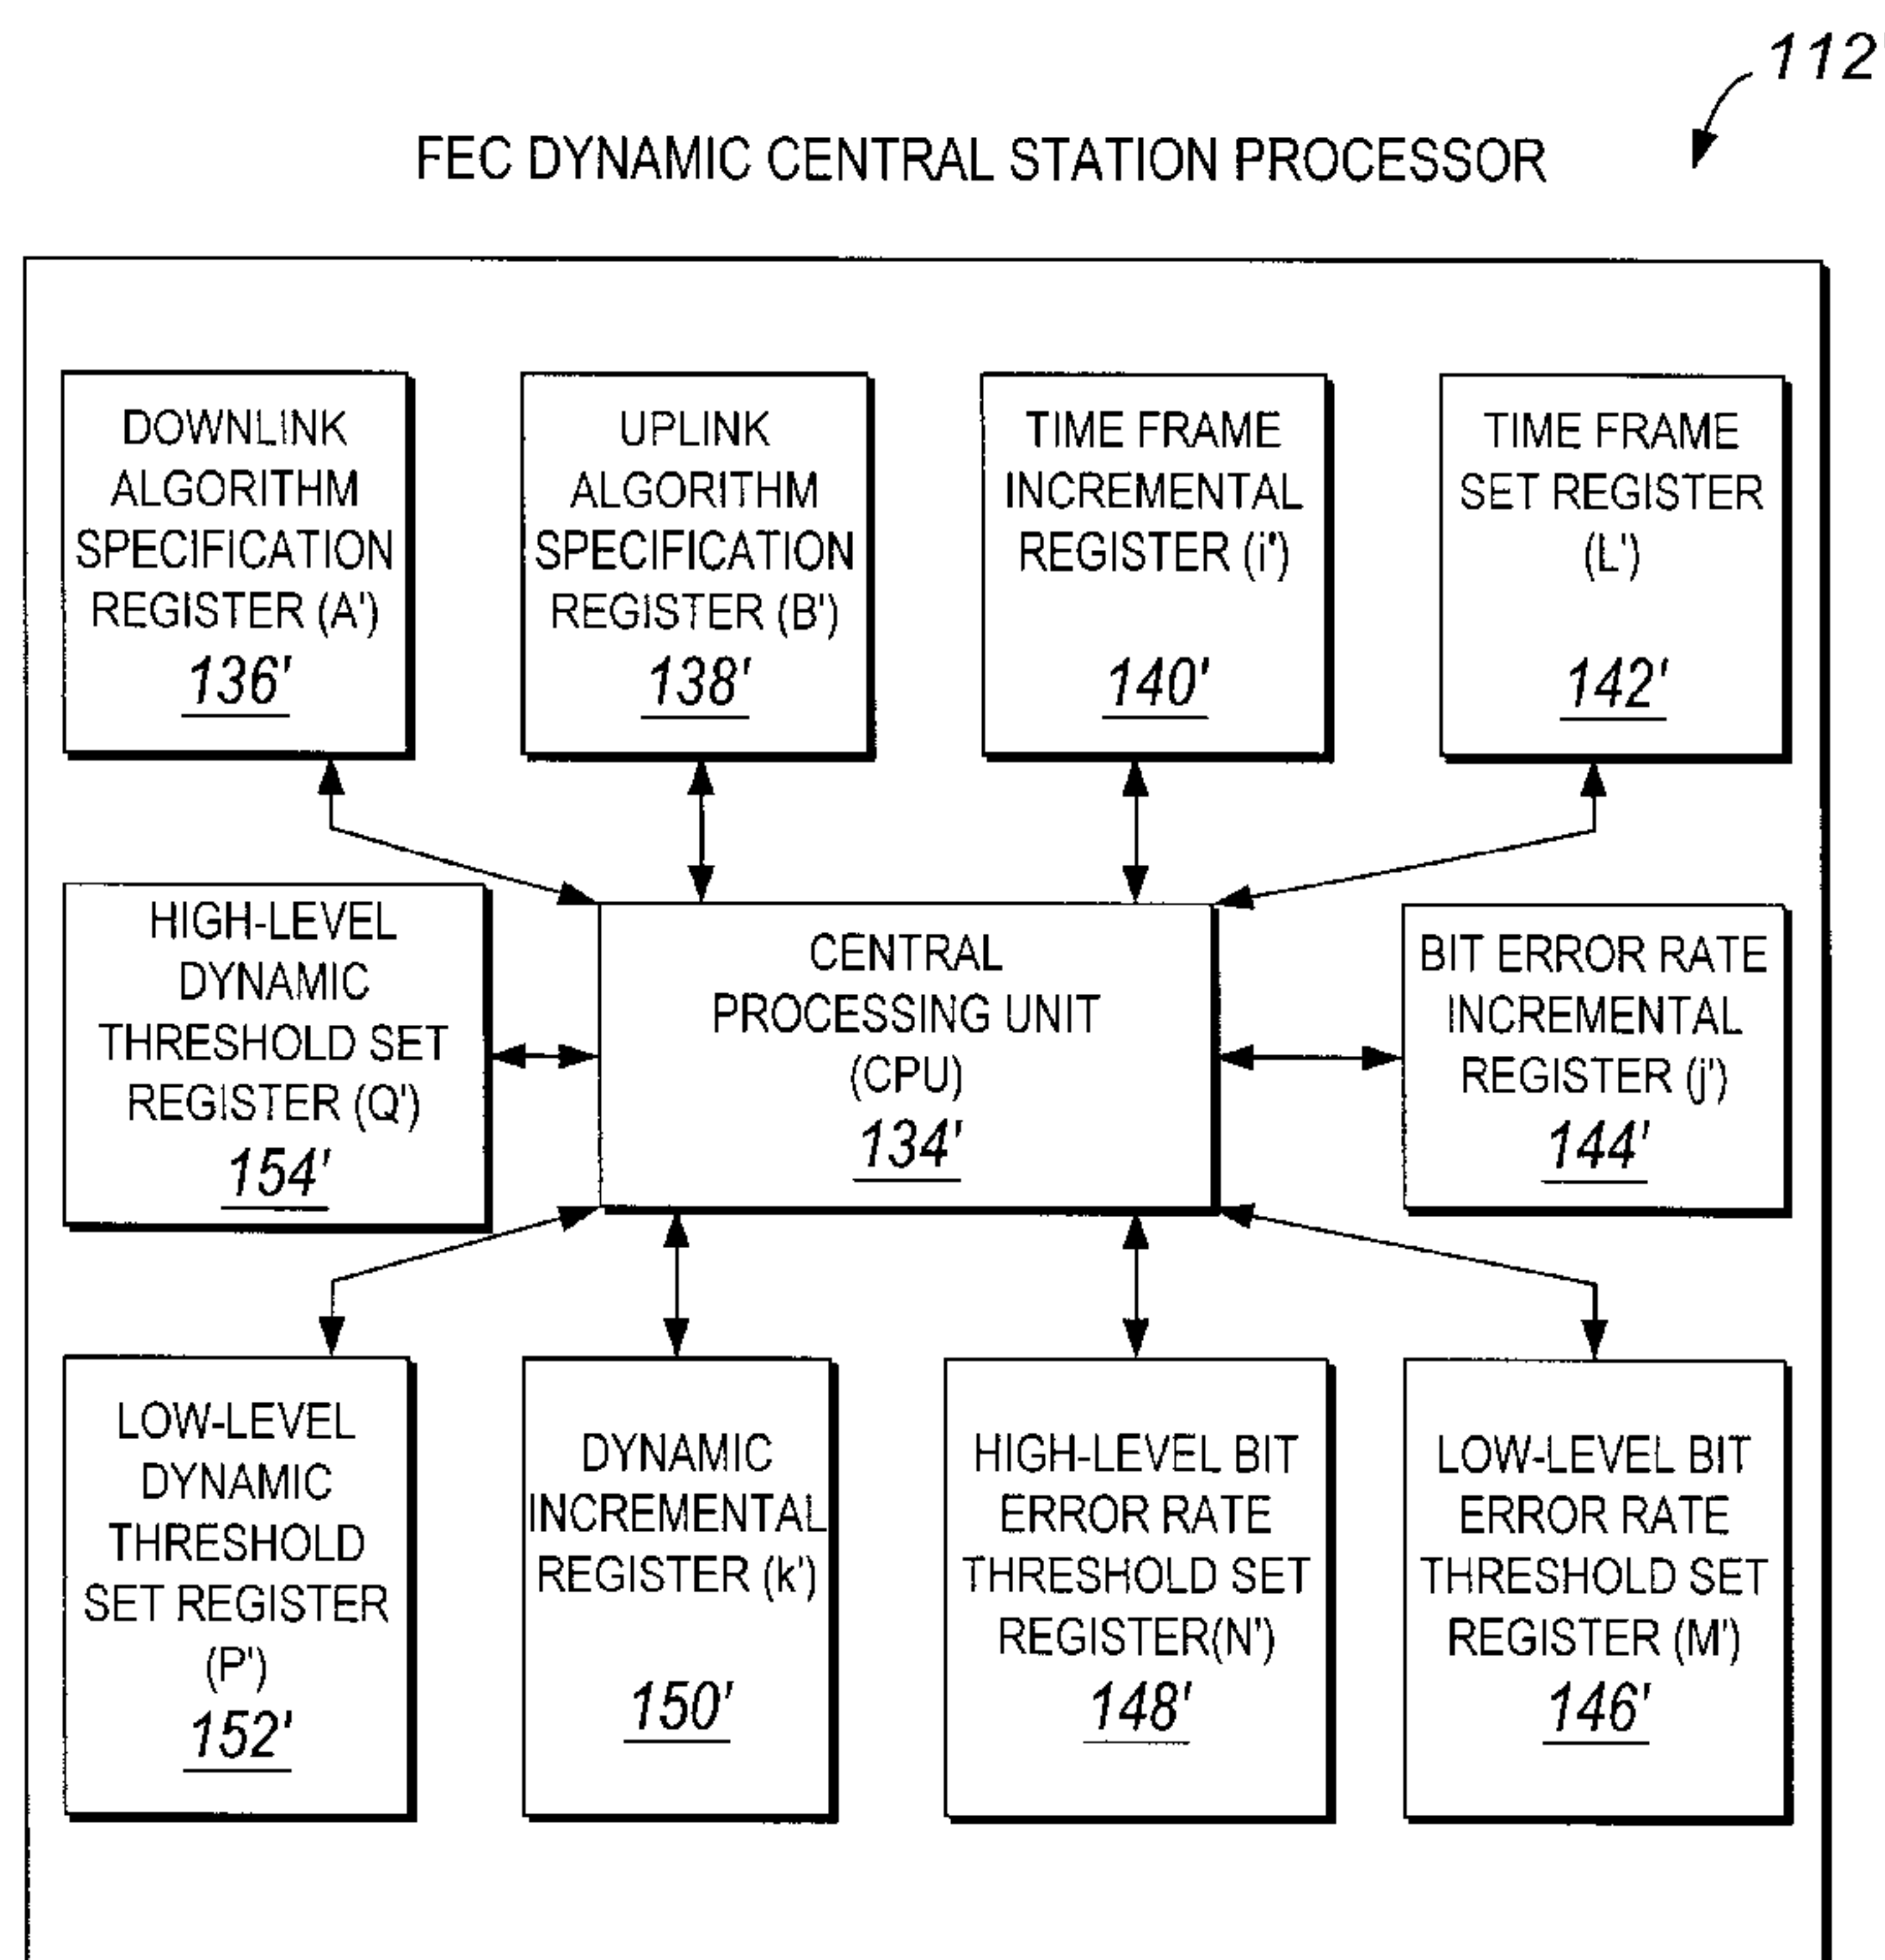 112'
FEC DYNAMIC CENTRAL STATION PROCESSOR
DOWNLINK
ALGORITHM
SPECIFICATION
REGISTER (A')
136'
UPLINK
ALGORITHM
SPECIFICATION
REGISTER (B')
138'
TIME FRAME
INCREMENTAL
REGISTER (i')
140'
TIME FRAME
SET REGISTER
(L')
142'
HIGH-LEVEL
DYNAMIC
THRESHOLD SET
REGISTER (Q')
154'
CENTRAL
PROCESSING UNIT
(CPU)
134'
BIT ERROR RATE
INCREMENTAL
REGISTER (j')
144'
LOW-LEVEL
DYNAMIC
THRESHOLD
SET REGISTER
(P')
152'
DYNAMIC
INCREMENTAL
REGISTER (k')
150'
HIGH-LEVEL BIT
ERROR RATE
THRESHOLD SET
REGISTER(N')
148'
LOW-LEVEL BIT
ERROR RATE
THRESHOLD SET
REGISTER (M')
146'